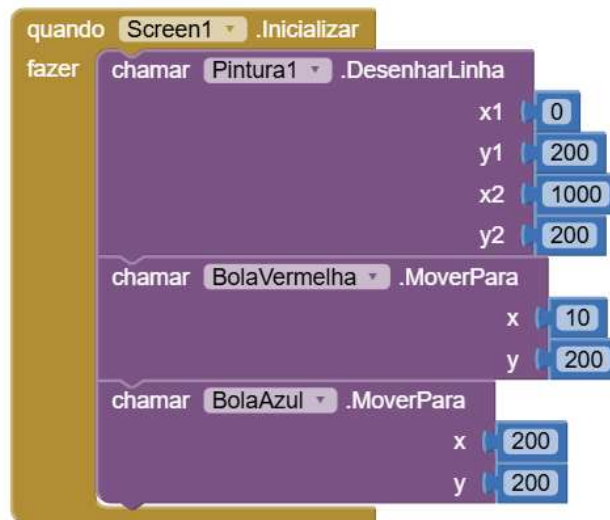 quando Screen1 .Inicializar
fazer chamar Pintura1 .DesenharLinha
x1 0
y1 200
x2 1000
y2 200
chamar BolaVermelha .MoverPara
x 10
y 200
chamar BolaAzul .MoverPara
x 200
y 200